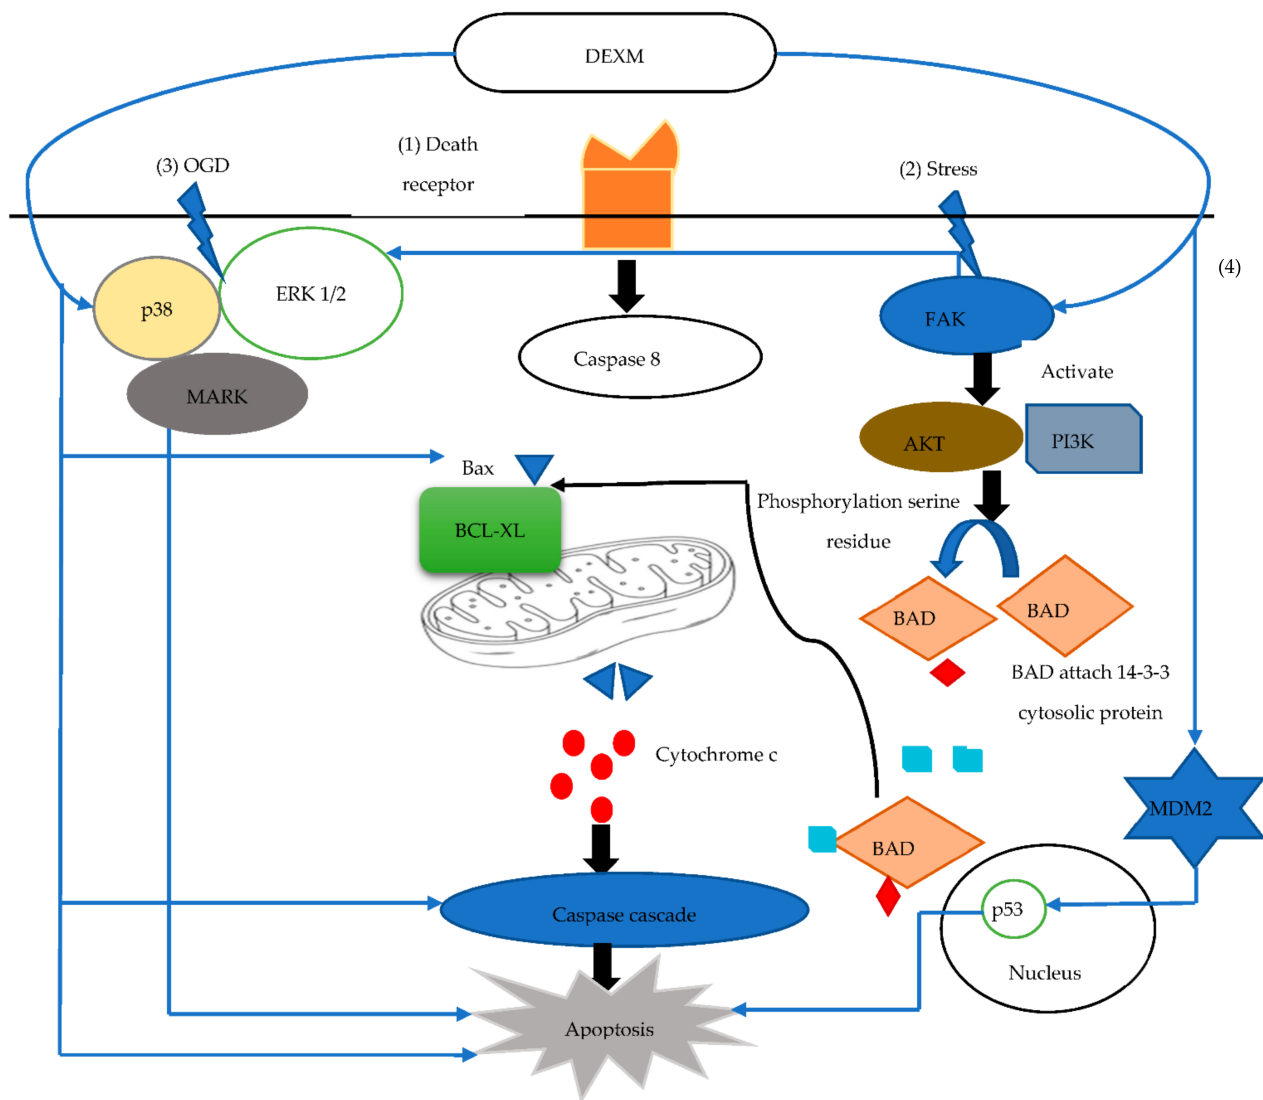 DEXM
(1) Death
receptor
(3) OGD
(2) Stress
(4)
ERK 1/2
p38
FAK
Caspase 8
Activate
MARK
AKT
PI3K
Bax
Phosphorylation serine
residue
BCL-XL
BAD
BAD
BAD attach 14-3-3
cytosolic protein
Cytochrome c
MDM2
BAD
Caspase cascade
p53
Nucleus
Apoptosis